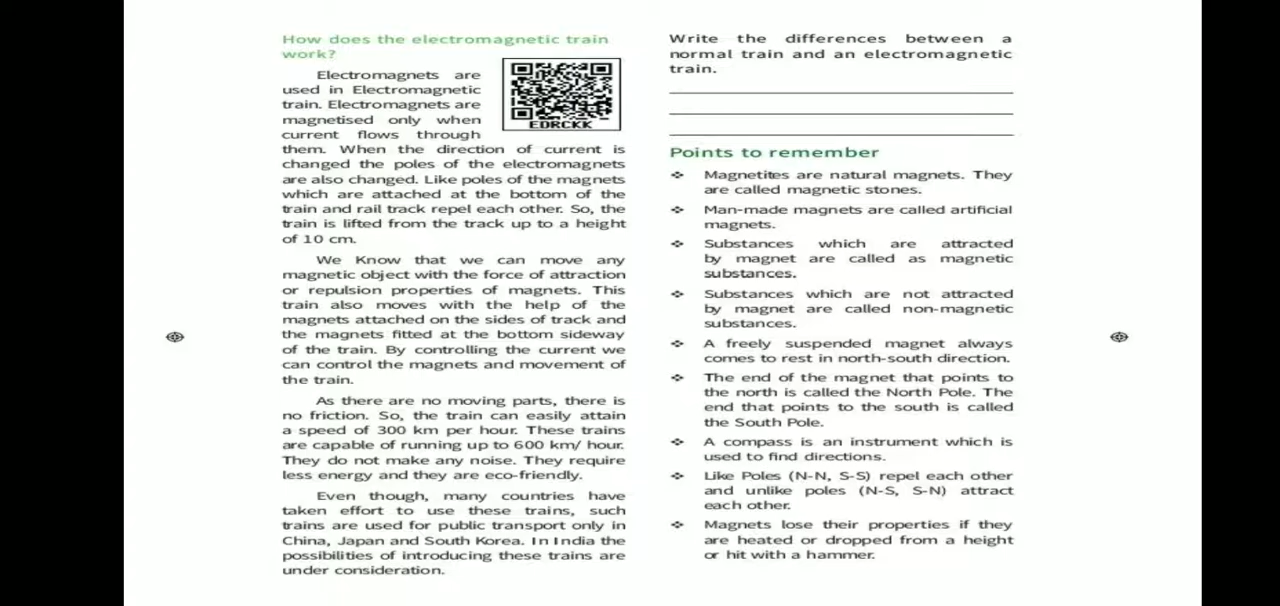 How does the electromagnetic train
work?
Electromagnets are
used in Electromagnetic
train. Electromagnets are
magnetised only when
current flows through
them. When the direction of current is
changed the poles of the electromagnets
are also changed. Like poles of the magnets
which are attached at the bottom of the
train and rail track repel each other. So, the
train is lifted from the track up to a height
of 10 cm.
We Know that we can move any
magnetic object with the force of attraction
or repulsion properties of magnets. This
train also moves with the help of the
magnets attached on the sides of track and
the magnets fitted at the bottom sideway
of the train. By controlling the current we
can control the magnets and movement of
the train.
As there are no moving parts, there is
no friction. So, the train can easily attain
a speed of 300 km per hour. These trains
are capable of running up to 600 km/ hour.
They do not make any noise. They require
less energy and they are eco-friendly.
Even though, many countries have
taken effort to use these trains, such
trains are used for public transport only in
China, Japan and South Korea. In India the
possibilities of introducing these trains are
under consideration.
EDRCKK
Write the differences between a
normal train and an electromagnetic
train.
Points to remember
❖ Magnetites are natural magnets. They
are called magnetic stones.
❖ Man-made magnets are called artificial
magnets.
❖ Substances which are attracted
by magnet are called as magnetic
substances.
❖ Substances which are not attracted
by magnet are called non-magnetic
substances.
❖ A freely suspended magnet always
comes to rest in north-south direction.
❖ The end of the magnet that points to
the north is called the North Pole. The
end that points to the south is called
the South Pole.
❖ A compass is an instrument which is
used to find directions.
❖ Like Poles (N-N, S-S) repel each other
and unlike poles (N-S, S-N) attract
each other.
❖ Magnets lose their properties if they
are heated or dropped from a height
or hit with a hammer.